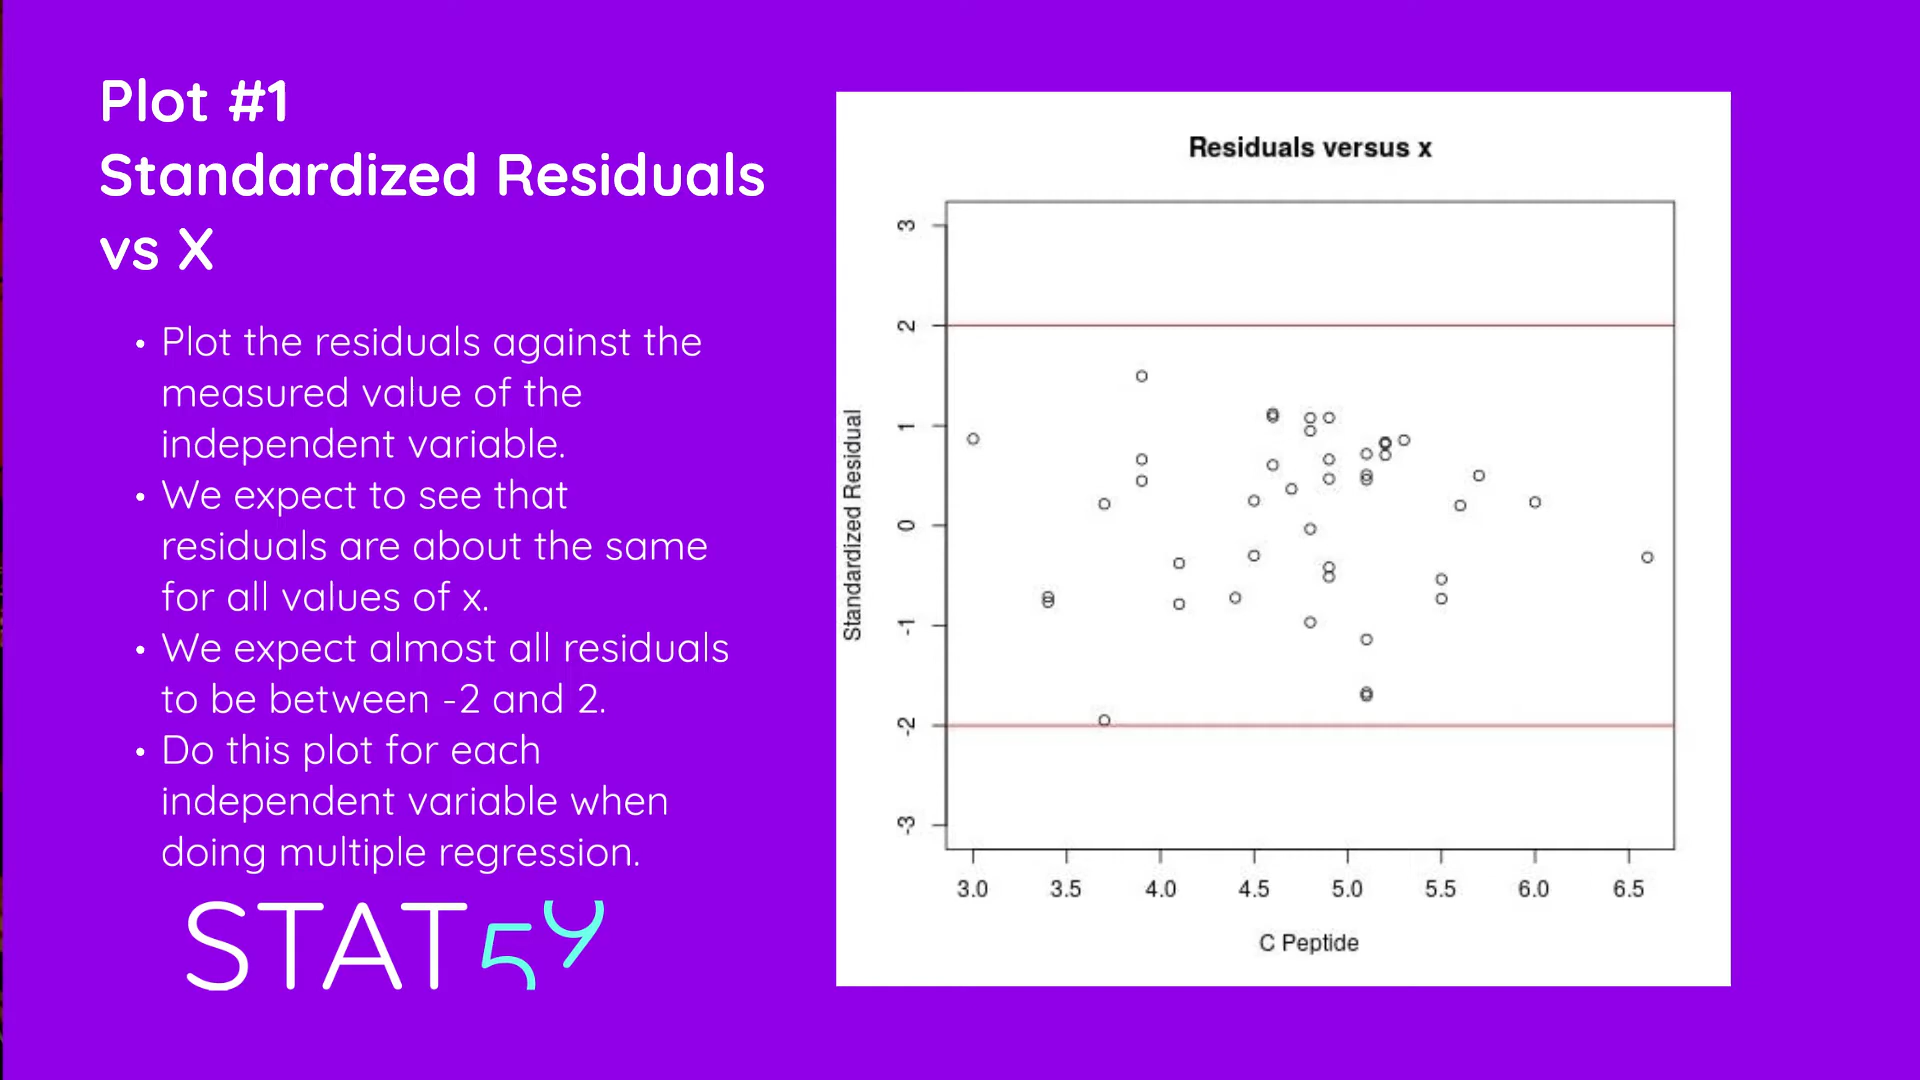 Plot #1
Standardized Residuals
vs X
• Plot the residuals against the
measured value of the
independent variable.
• We expect to see that
residuals are about the same
for all values of x.
• We expect almost all residuals
to be between -2 and 2.
• Do this plot for each
independent variable when
doing multiple regression.
STAT59
Residuals versus x
Standardized Residual
3
2
1
0
-1
-2
-3
3.0 3.5 4.0 4.5 5.0 5.5 6.0 6.5
C Peptide